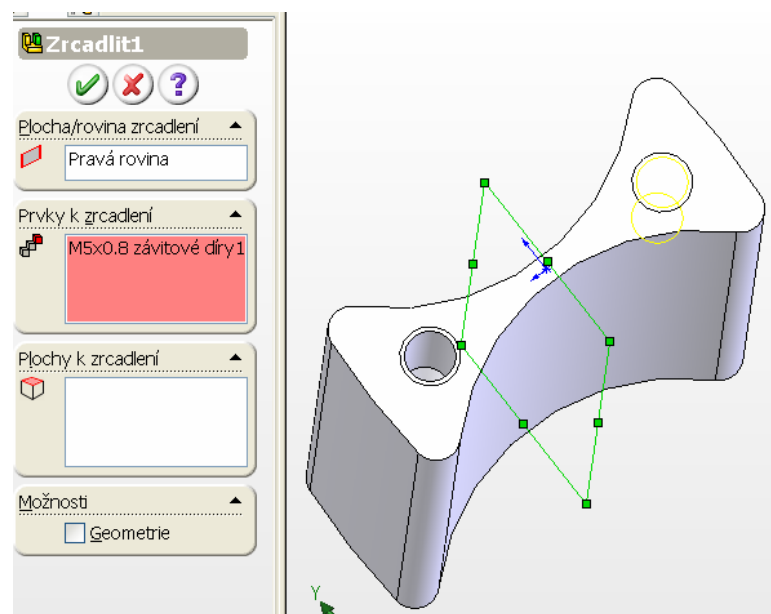 Zrcadlit1
?
Plocha/rovina zrcadlení
Pravá rovina
Prvky k zrcadlení
M5x0.8 závitové díry1
Plochy k zrcadlení
Možnosti
Geometrie
Y